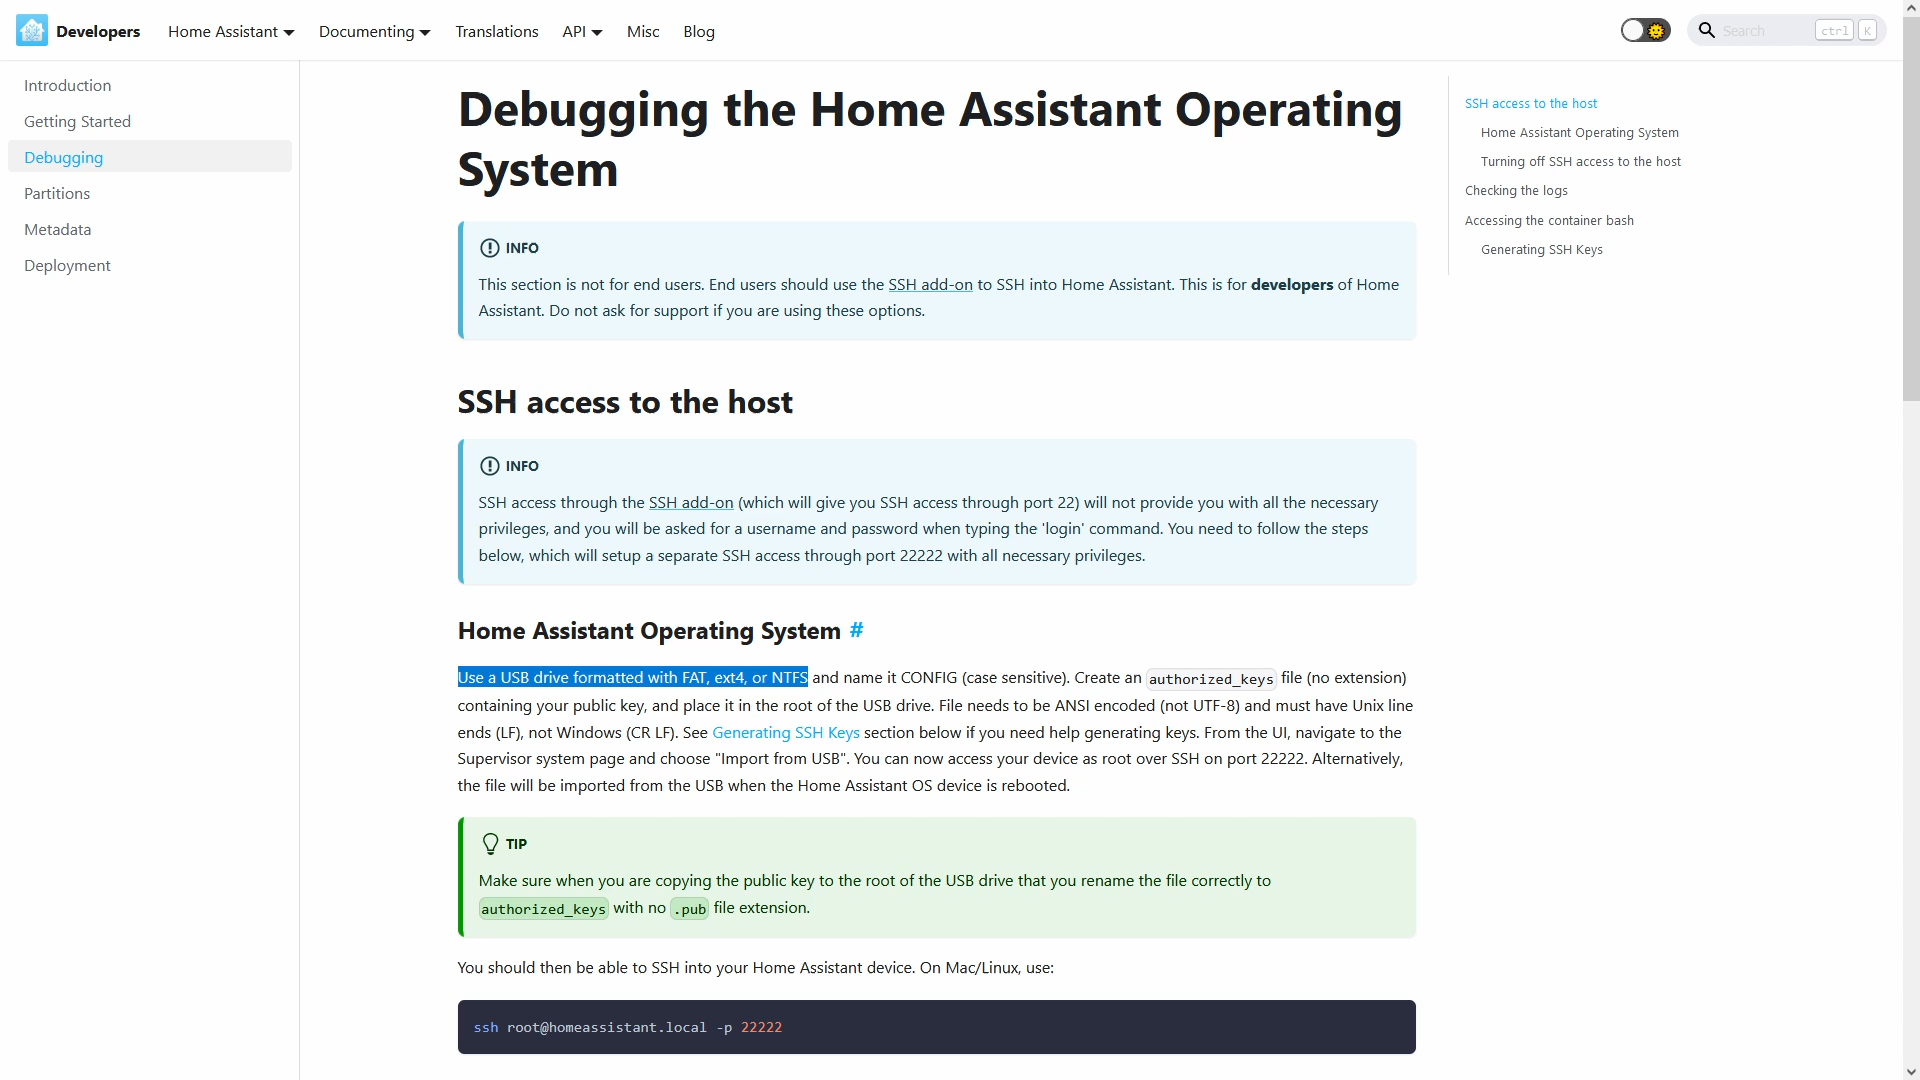 Developers Home Assistant Documenting Translations API Misc Blog Search ctrl K
Introduction
Getting Started
Debugging
Partitions
Metadata
Deployment
Debugging the Home Assistant Operating
System
INFO
This section is not for end users. End users should use the SSH add-on to SSH into Home Assistant. This is for developers of Home
Assistant. Do not ask for support if you are using these options.
SSH access to the host
INFO
SSH access through the SSH add-on (which will give you SSH access through port 22) will not provide you with all the necessary
privileges, and you will be asked for a username and password when typing the 'login' command. You need to follow the steps
below, which will setup a separate SSH access through port 22222 with all necessary privileges.
Home Assistant Operating System #
Use a USB drive formatted with FAT, ext4, or NTFS and name it CONFIG (case sensitive). Create an authorized_keys file (no extension)
containing your public key, and place it in the root of the USB drive. File needs to be ANSI encoded (not UTF-8) and must have Unix line
ends (LF), not Windows (CR LF). See Generating SSH Keys section below if you need help generating keys. From the UI, navigate to the
Supervisor system page and choose "Import from USB". You can now access your device as root over SSH on port 22222. Alternatively,
the file will be imported from the USB when the Home Assistant OS device is rebooted.
TIP
Make sure when you are copying the public key to the root of the USB drive that you rename the file correctly to
authorized_keys with no .pub file extension.
You should then be able to SSH into your Home Assistant device. On Mac/Linux, use:
ssh root@homeassistant.local -p 22222
SSH access to the host
Home Assistant Operating System
Turning off SSH access to the host
Checking the logs
Accessing the container bash
Generating SSH Keys